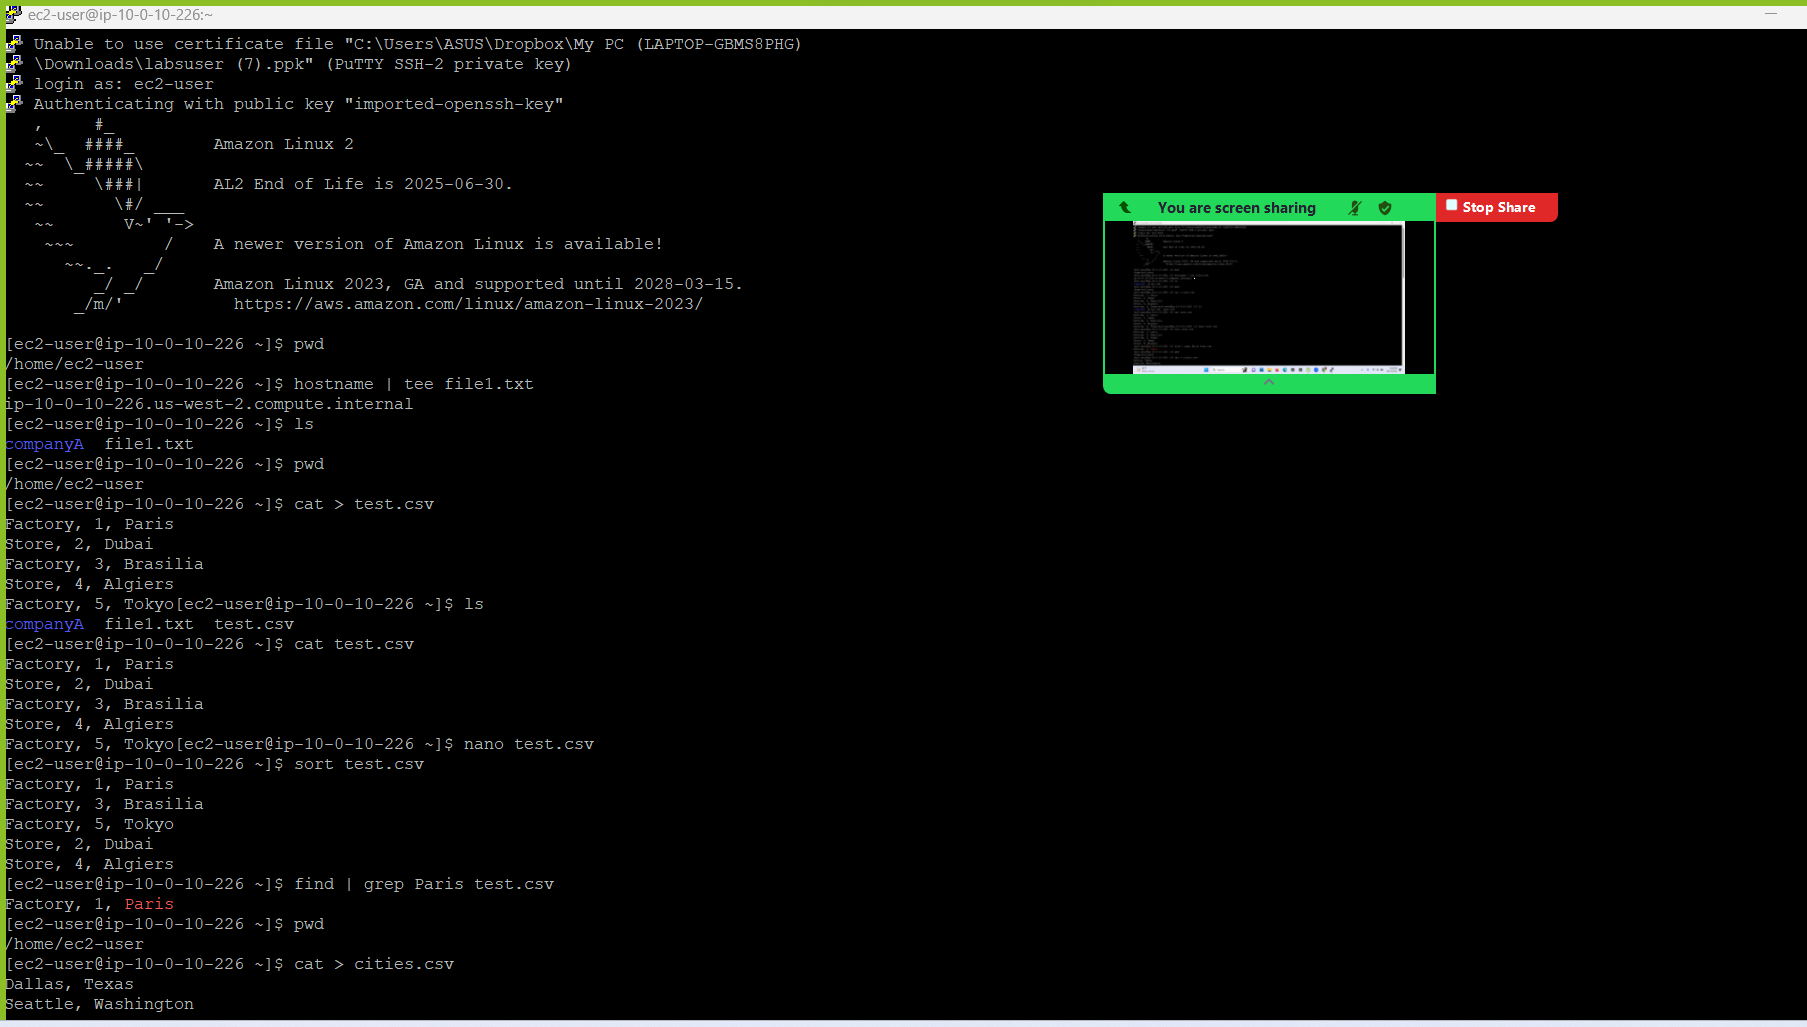 ec2-user@ip-10-0-10-226:~
Unable to use certificate file "C:\Users\ASUS\Dropbox\My PC (LAPTOP-GBMS8PHG)
\Downloads\labsuser (7).ppk" (PuTTY SSH-2 private key)
login as: ec2-user
Authenticating with public key "imported-openssh-key"
   ,     #_
   ~\_  ####_        Amazon Linux 2
  ~~  \_#####\
  ~~     \###|       AL2 End of Life is 2025-06-30.
  ~~       \#/ ___
   ~~       V~' '->
    ~~~         /    A newer version of Amazon Linux is available!
      ~~._.   _/
         _/ _/       Amazon Linux 2023, GA and supported until 2028-03-15.
       _/m/'           https://aws.amazon.com/linux/amazon-linux-2023/
You are screen sharing
Stop Share
[ec2-user@ip-10-0-10-226 ~]$ pwd
/home/ec2-user
[ec2-user@ip-10-0-10-226 ~]$ hostname | tee file1.txt
ip-10-0-10-226.us-west-2.compute.internal
[ec2-user@ip-10-0-10-226 ~]$ ls
companyA  file1.txt
[ec2-user@ip-10-0-10-226 ~]$ pwd
/home/ec2-user
[ec2-user@ip-10-0-10-226 ~]$ cat > test.csv
Factory, 1, Paris
Store, 2, Dubai
Factory, 3, Brasilia
Store, 4, Algiers
Factory, 5, Tokyo[ec2-user@ip-10-0-10-226 ~]$ ls
companyA  file1.txt  test.csv
[ec2-user@ip-10-0-10-226 ~]$ cat test.csv
Factory, 1, Paris
Store, 2, Dubai
Factory, 3, Brasilia
Store, 4, Algiers
Factory, 5, Tokyo[ec2-user@ip-10-0-10-226 ~]$ nano test.csv
[ec2-user@ip-10-0-10-226 ~]$ sort test.csv
Factory, 1, Paris
Factory, 3, Brasilia
Factory, 5, Tokyo
Store, 2, Dubai
Store, 4, Algiers
[ec2-user@ip-10-0-10-226 ~]$ find | grep Paris test.csv
Factory, 1, Paris
[ec2-user@ip-10-0-10-226 ~]$ pwd
/home/ec2-user
[ec2-user@ip-10-0-10-226 ~]$ cat > cities.csv
Dallas, Texas
Seattle, Washington